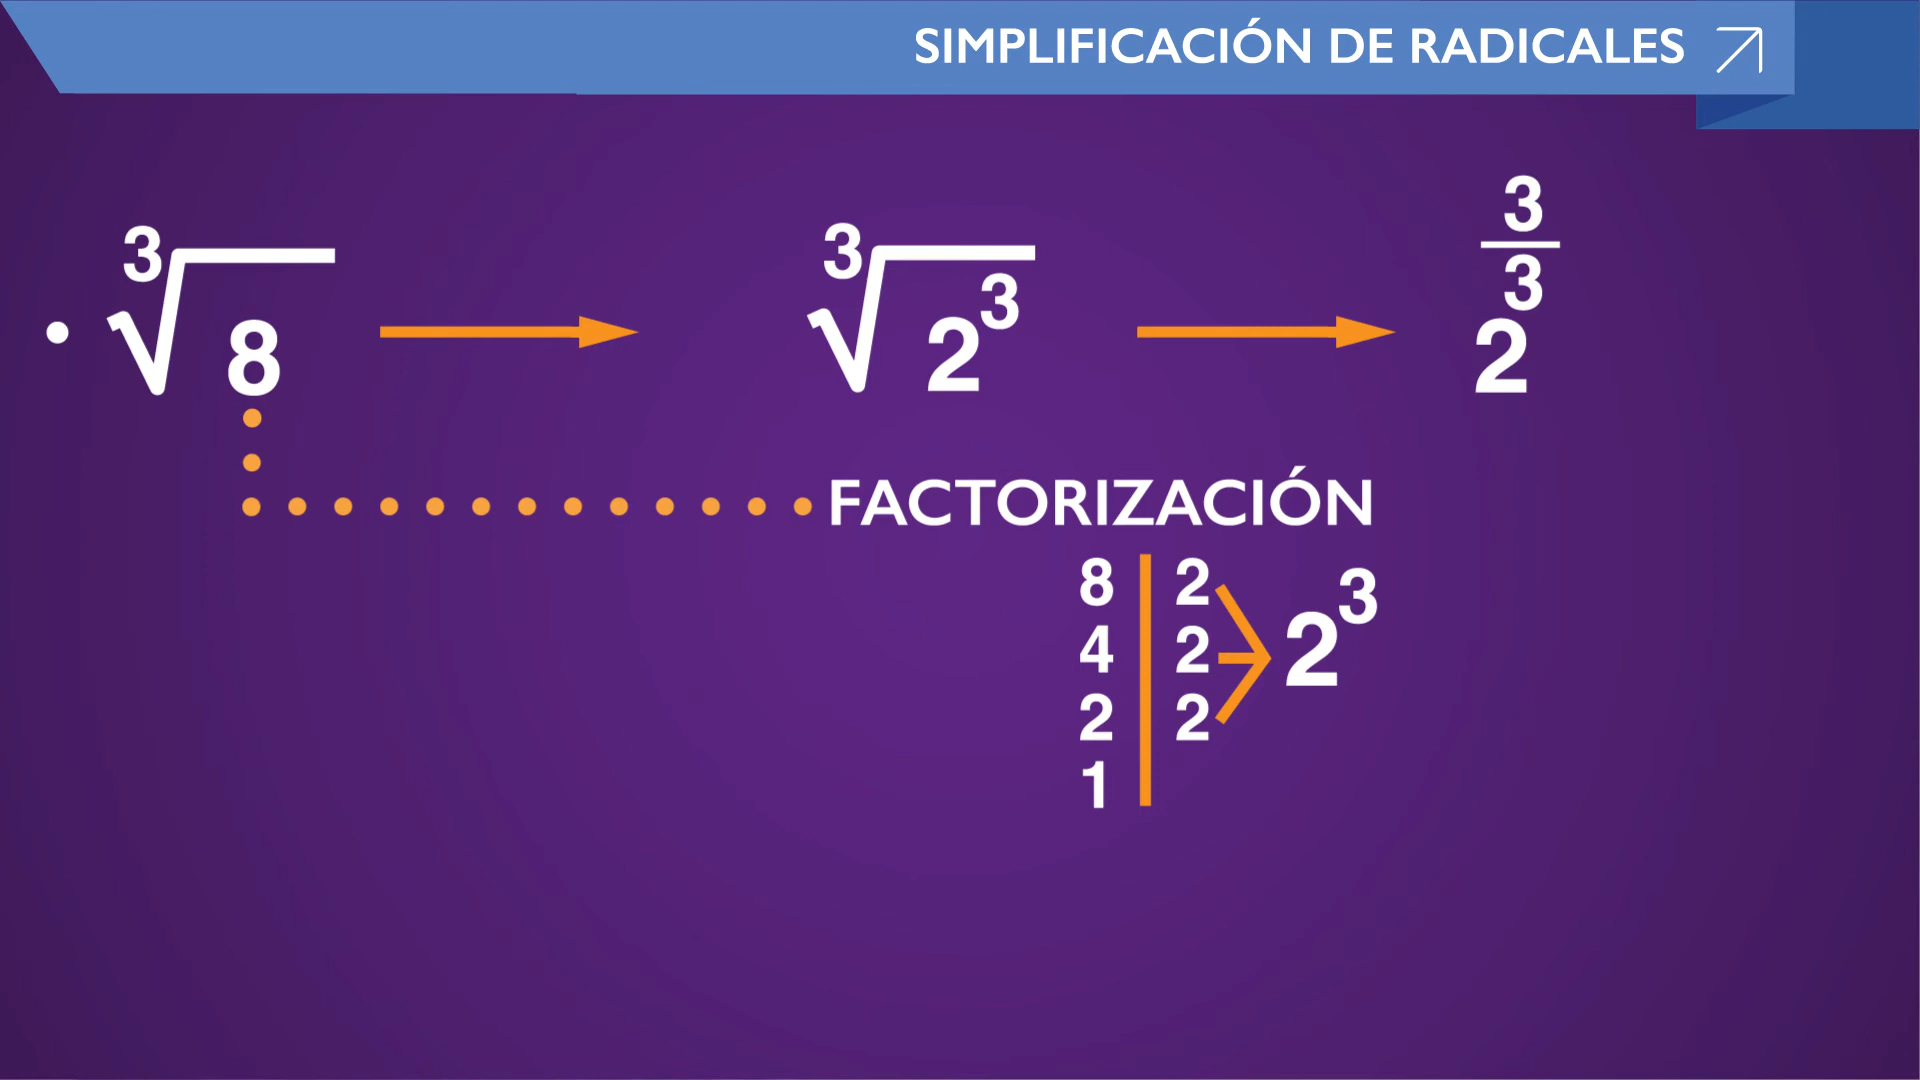 SIMPLIFICACIÓN DE RADICALES
• ∛8 → ∛2³ → 2^(3/3)
FACTORIZACIÓN
8 | 2
4 | 2 2³
2 | 2
1 |